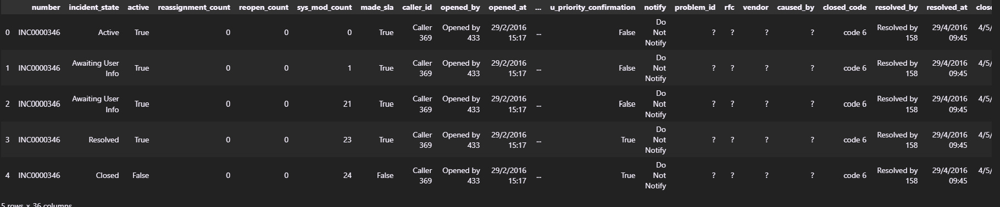 number incident_state active reassignment_count reopen_count sys_mod_count made_sla caller_id opened_by opened_at ... u_priority_confirmation notify problem_id rfc vendor caused_by closed_code resolved_by resolved_at
0 INC0000346 Active True 0 0 0 True Caller 369 Opened by 433 29/2/2016 15:17 ... False Do Not Notify ? ? ? ? code 6 Resolved by 158 29/4/2016 09:45 4/5/
1 INC0000346 Awaiting User Info True 0 0 1 True Caller 369 Opened by 433 29/2/2016 15:17 ... False Do Not Notify ? ? ? ? code 6 Resolved by 158 29/4/2016 09:45 4/5/
2 INC0000346 Awaiting User Info True 0 0 21 True Caller 369 Opened by 433 29/2/2016 15:17 ... False Do Not Notify ? ? ? ? code 6 Resolved by 158 29/4/2016 09:45 4/5/
3 INC0000346 Resolved True 0 0 23 True Caller 369 Opened by 433 29/2/2016 15:17 ... True Do Not Notify ? ? ? ? code 6 Resolved by 158 29/4/2016 09:45 4/5/
4 INC0000346 Closed False 0 0 24 False Caller 369 Opened by 433 29/2/2016 15:17 ... True Do Not Notify ? ? ? ? code 6 Resolved by 158 29/4/2016 09:45 4/5/
5 rows × 36 columns